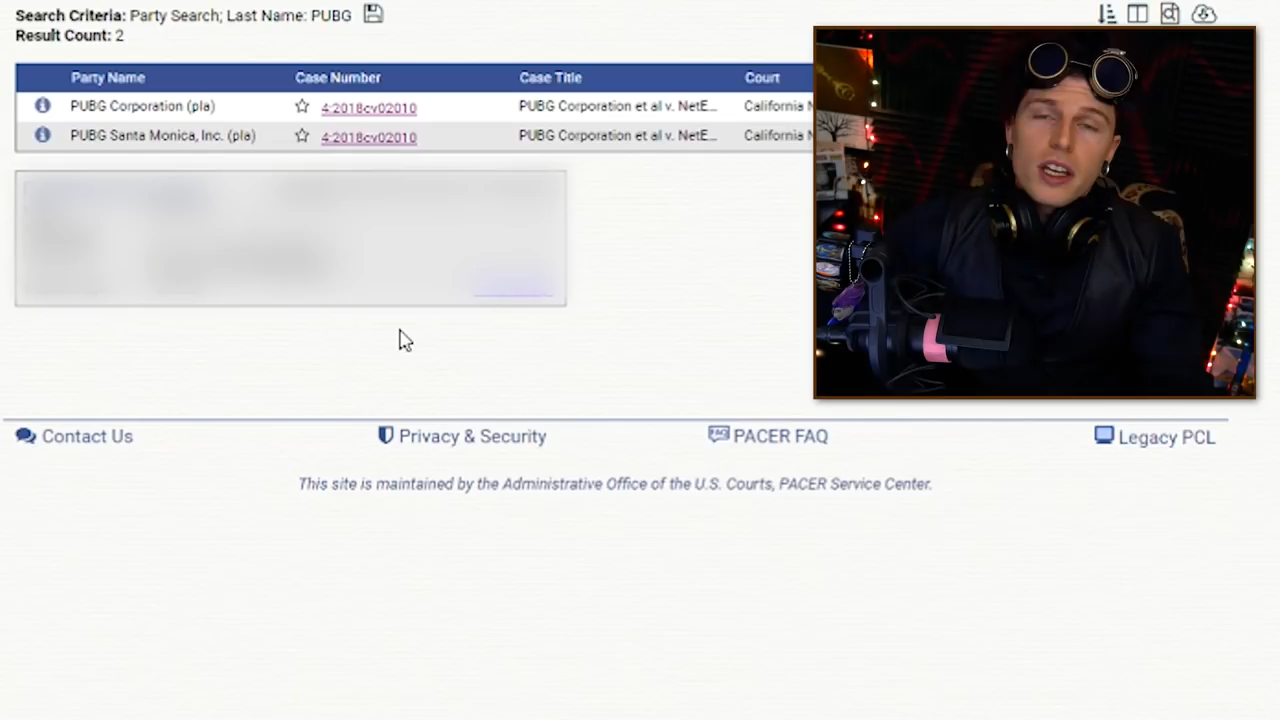 Search Criteria: Party Search; Last Name: PUBG
Result Count: 2
Party Name Case Number Case Title Court
PUBG Corporation (pla) 4:2018cv02010 PUBG Corporation et al v. NetE... California N
PUBG Santa Monica, Inc. (pla) 4:2018cv02010 PUBG Corporation et al v. NetE... California N
Contact Us Privacy & Security FAQ PACER FAQ Legacy PCL
This site is maintained by the Administrative Office of the U.S. Courts, PACER Service Center.